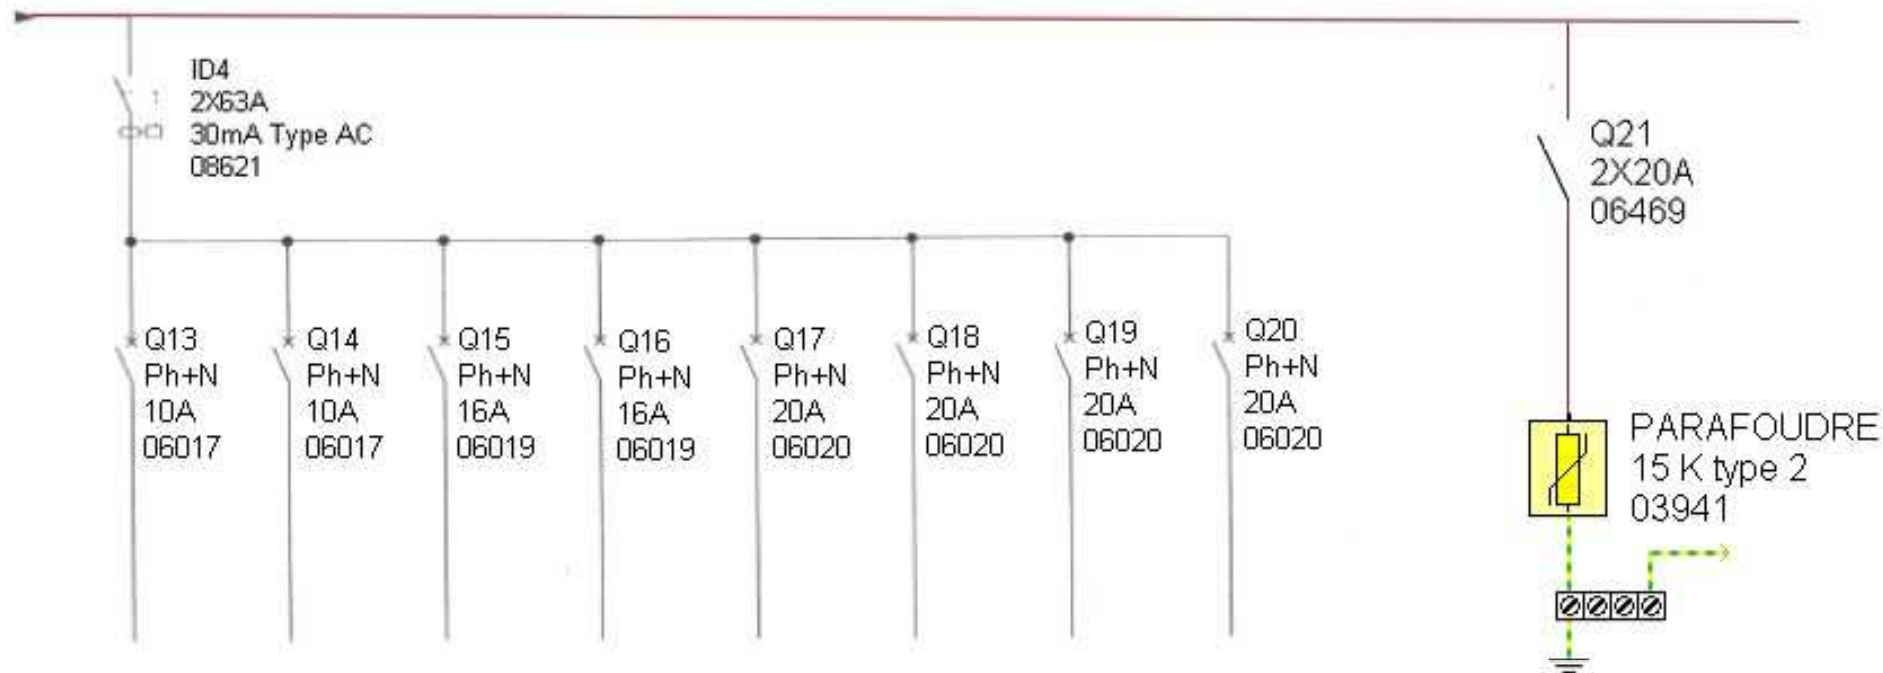 ID4
2X63A
30mA Type AC
08621
Q21
2X20A
06469
Q13
Ph+N
10A
06017
Q14
Ph+N
10A
06017
Q15
Ph+N
16A
06019
Q16
Ph+N
16A
06019
Q17
Ph+N
20A
06020
Q18
Ph+N
20A
06020
Q19
Ph+N
20A
06020
Q20
Ph+N
20A
06020
PARAFOUDRE
15 K type 2
03941